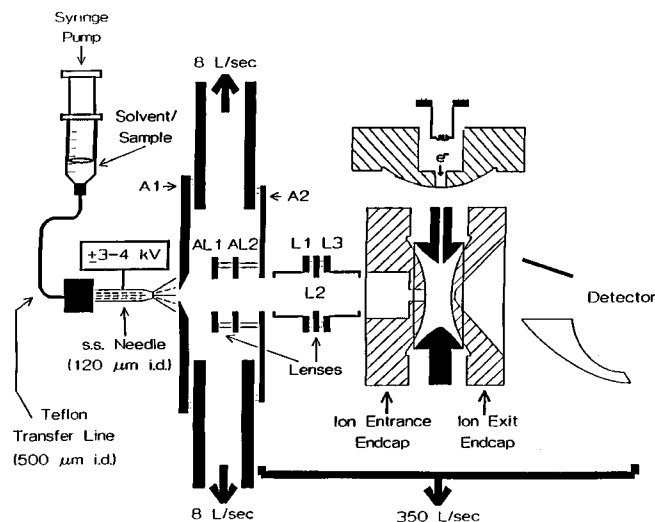 Syringe
Pump
8 L/sec
Solvent/
Sample
A1
A2
e-
AL1 AL2
L1 L3
±3-4 kV
L2
Detector
s.s. Needle
(120 µm i.d.)
Lenses
Teflon
Transfer Line
(500 µm i.d.)
Ion Entrance
Endcap
Ion Exit
Endcap
8 L/sec
350 L/sec